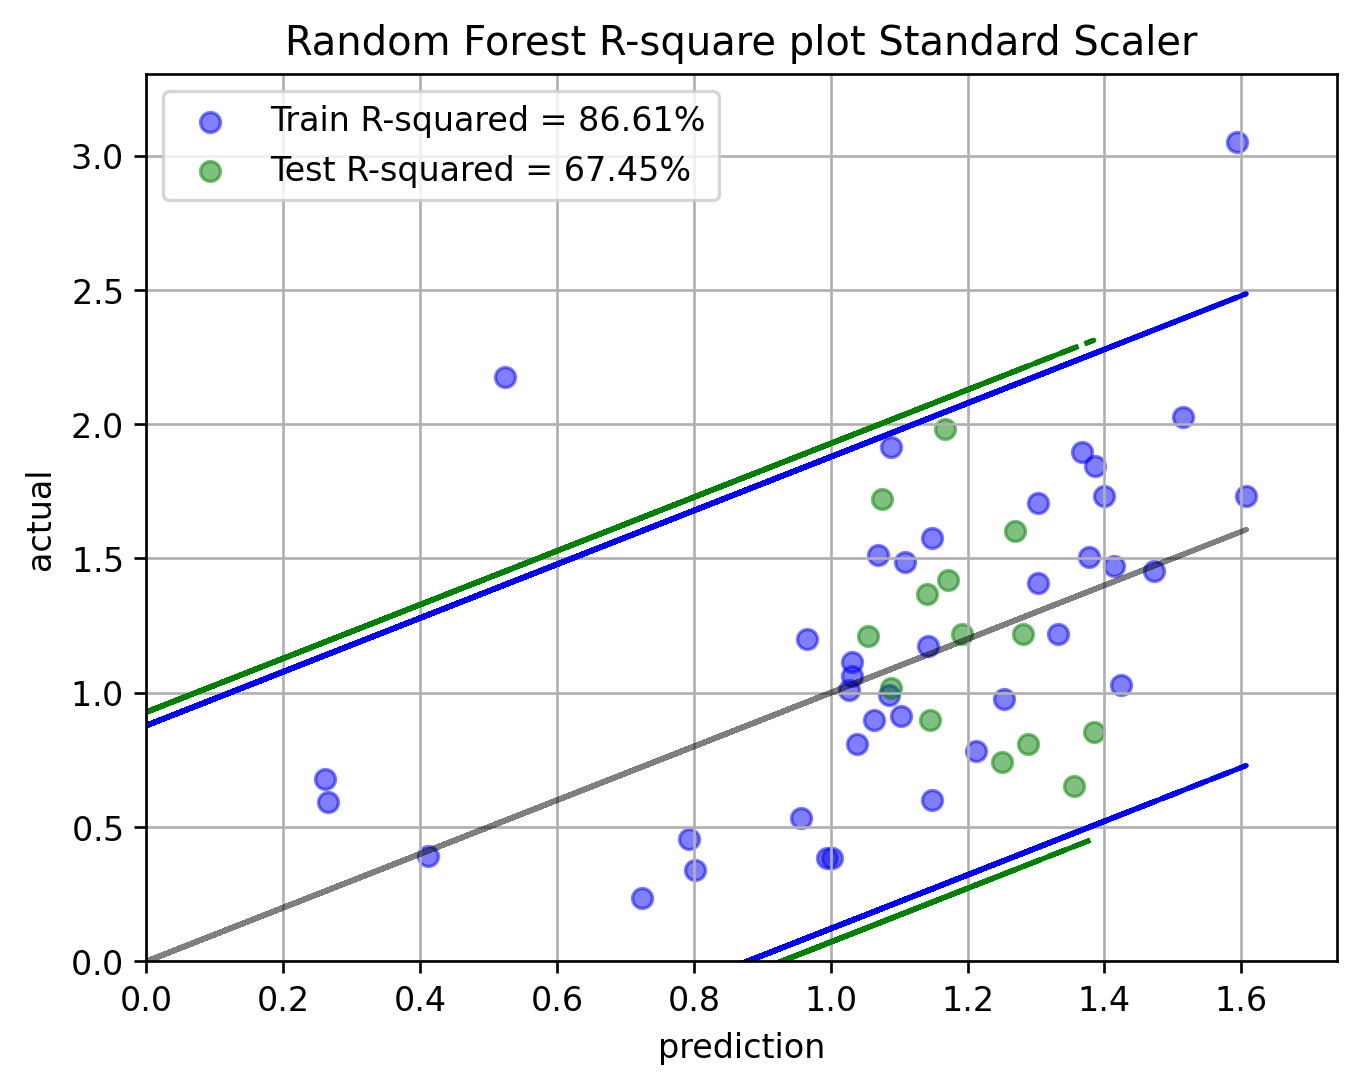 Random Forest R-square plot Standard Scaler
Train R-squared = 86.61%
Test R-squared = 67.45%
3.0
2.5
2.0
1.5
1.0
0.5
0.0
actual
0.0 0.2 0.4 0.6 0.8 1.0 1.2 1.4 1.6
prediction